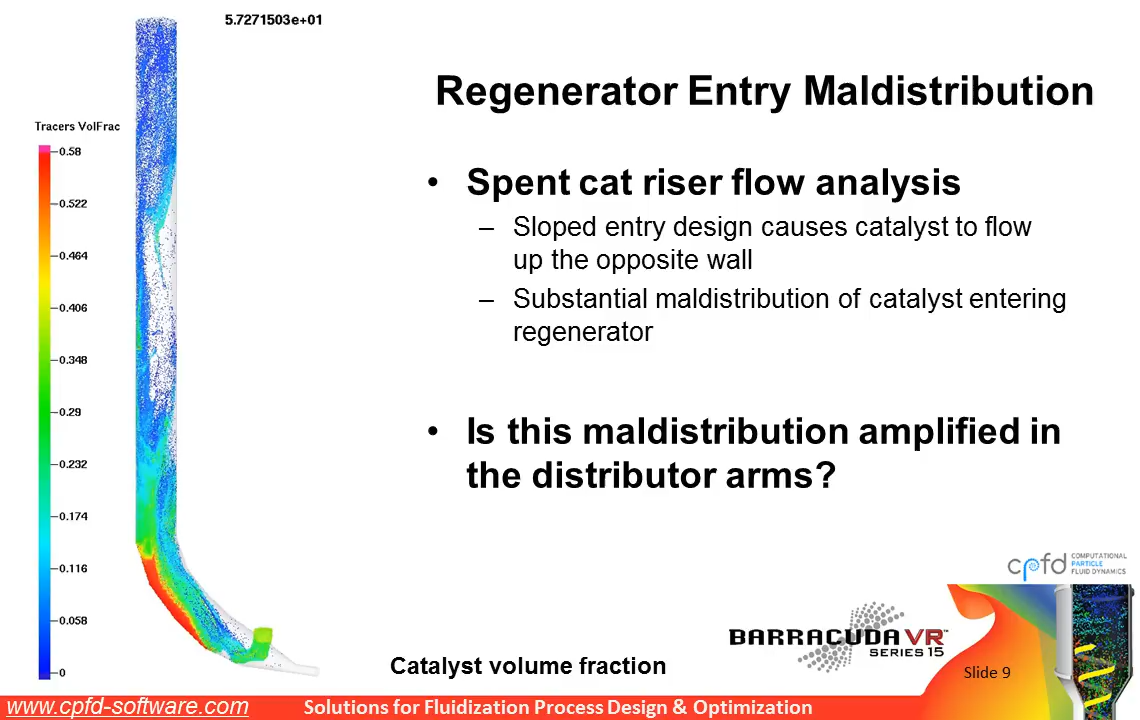 5.7271503e+01
Regenerator Entry Maldistribution
Tracers VolFrac
0.58
0.522
0.464
0.406
0.348
0.29
0.232
0.174
0.116
0.058
0
• Spent cat riser flow analysis
– Sloped entry design causes catalyst to flow
up the opposite wall
– Substantial maldistribution of catalyst entering
regenerator
• Is this maldistribution amplified in
the distributor arms?
cpfd
COMPUTATIONAL
PARTICLE
FLUID DYNAMICS
BARRACUDA VR™
SERIES 15
Catalyst volume fraction
Slide 9
www.cpfd-software.com
Solutions for Fluidization Process Design & Optimization